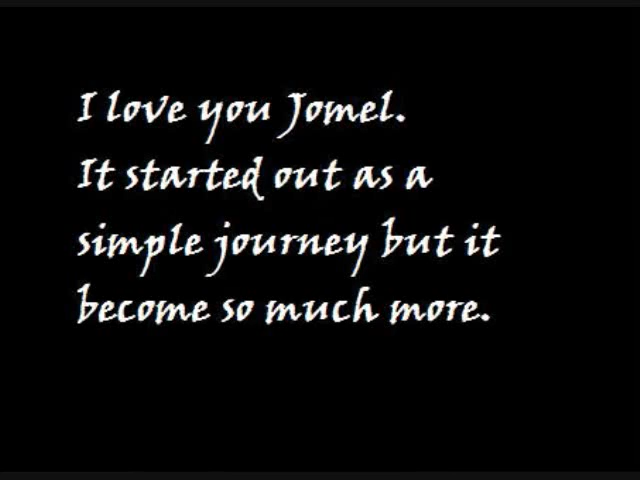 I love you Jomel.
It started out as a
simple journey but it
become so much more.